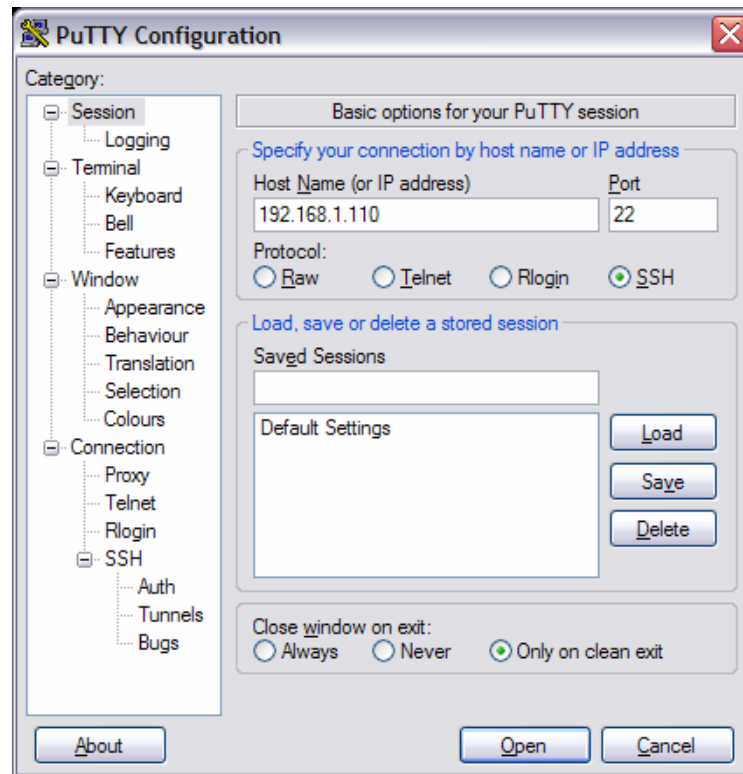 PuTTY Configuration
Category:
Session
Logging
Terminal
Keyboard
Bell
Features
Window
Appearance
Behaviour
Translation
Selection
Colours
Connection
Proxy
Telnet
Rlogin
SSH
Auth
Tunnels
Bugs
Basic options for your PuTTY session
Specify your connection by host name or IP address
Host Name (or IP address) Port
192.168.1.110 22
Protocol:
Raw Telnet Rlogin SSH
Load, save or delete a stored session
Saved Sessions
Default Settings
Load
Save
Delete
Close window on exit:
Always Never Only on clean exit
About Open Cancel